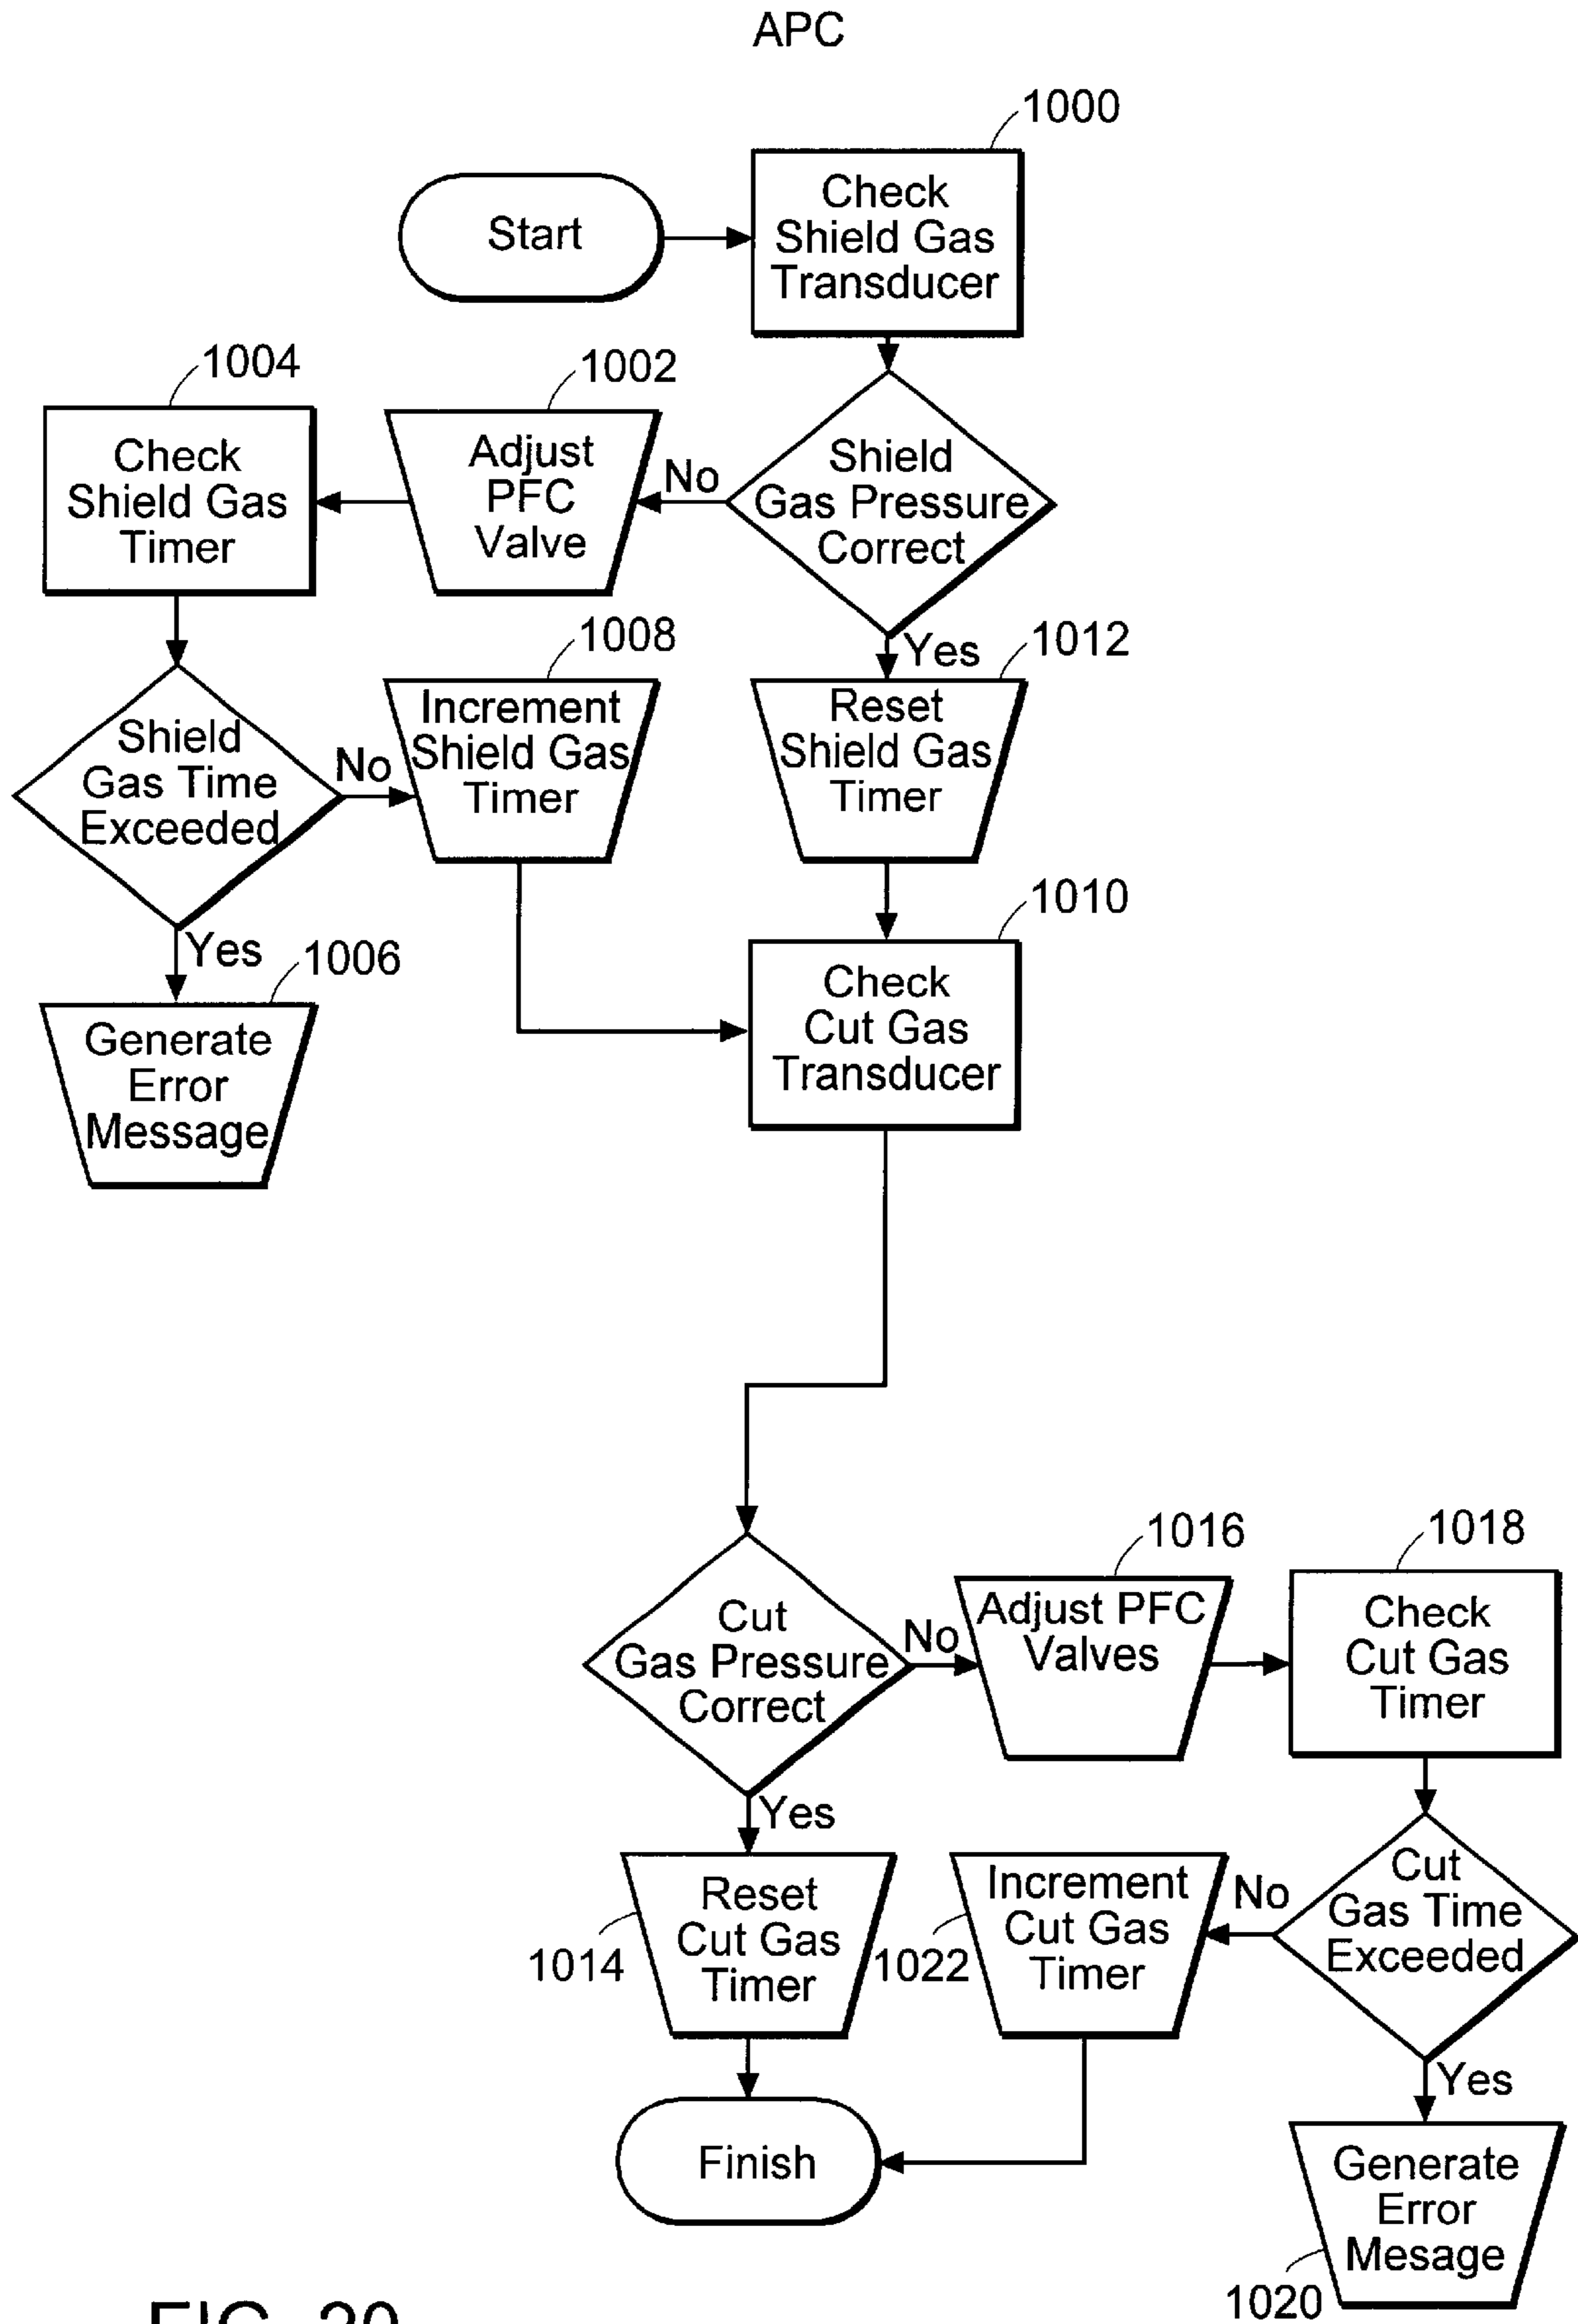 APC
1000
Start
Check
Shield Gas
Transducer
1004
1002
Check
Shield Gas
Timer
Adjust
PFC
Valve
No
Shield
Gas Pressure
Correct
1008
Yes
1012
Shield
Gas Time
Exceeded
No
Increment
Shield Gas
Timer
Reset
Shield Gas
Timer
1010
Yes
1006
Generate
Error
Message
Check
Cut Gas
Transducer
1016
1018
Cut
Gas Pressure
Correct
No
Adjust PFC
Valves
Check
Cut Gas
Timer
Yes
Reset
Cut Gas
Timer
1014
Increment
Cut Gas
Timer
1022
No
Cut
Gas Time
Exceeded
Yes
Finish
Generate
Error
Mesage
1020
FIG. 20